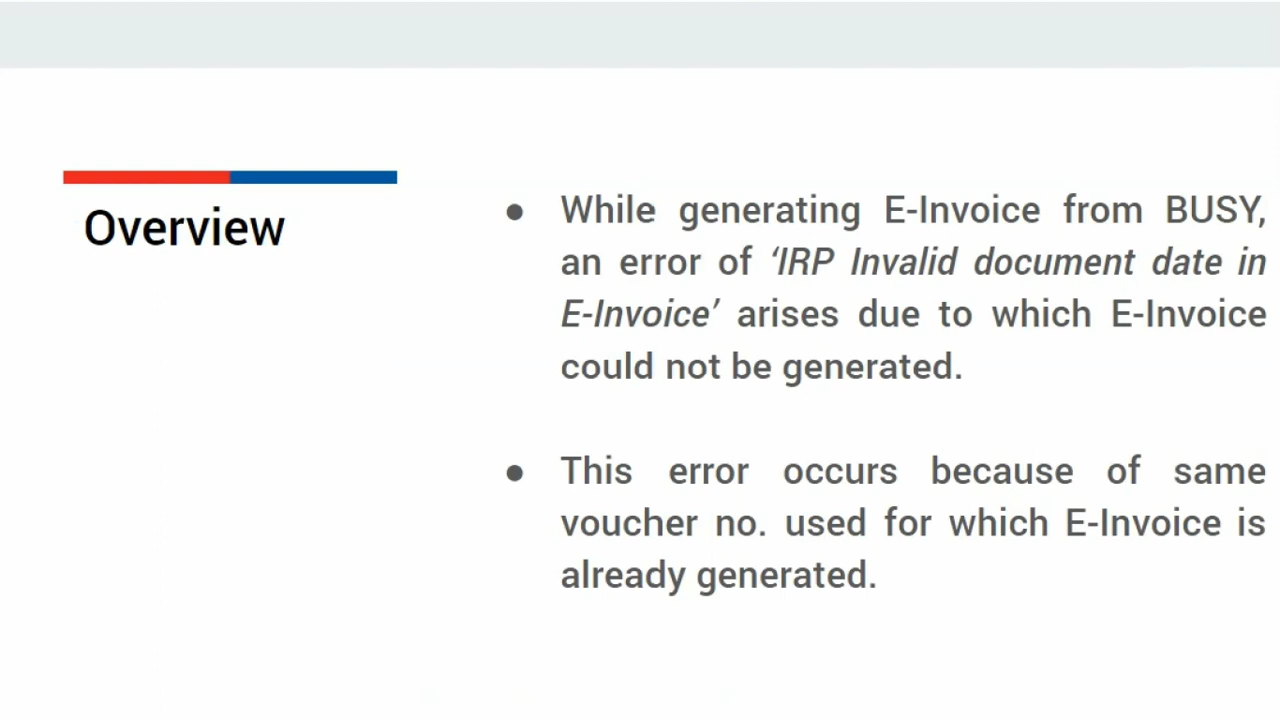 Overview
● While generating E-Invoice from BUSY,
an error of ‘IRP Invalid document date in
E-Invoice’ arises due to which E-Invoice
could not be generated.
● This error occurs because of same
voucher no. used for which E-Invoice is
already generated.